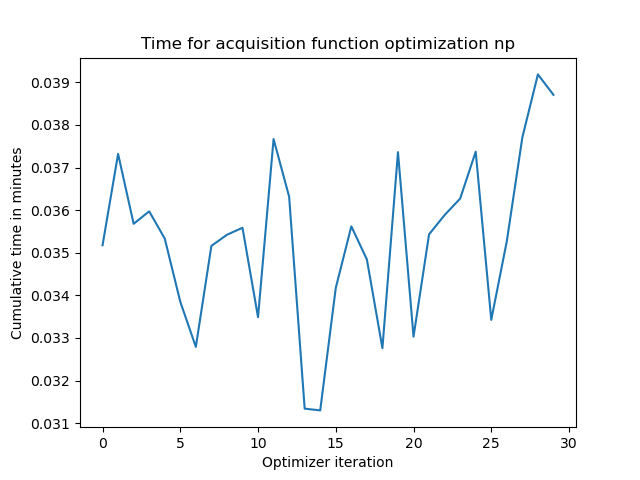 Time for acquisition function optimization np
Cumulative time in minutes
0.039
0.038
0.037
0.036
0.035
0.034
0.033
0.032
0.031
0 5 10 15 20 25 30
Optimizer iteration